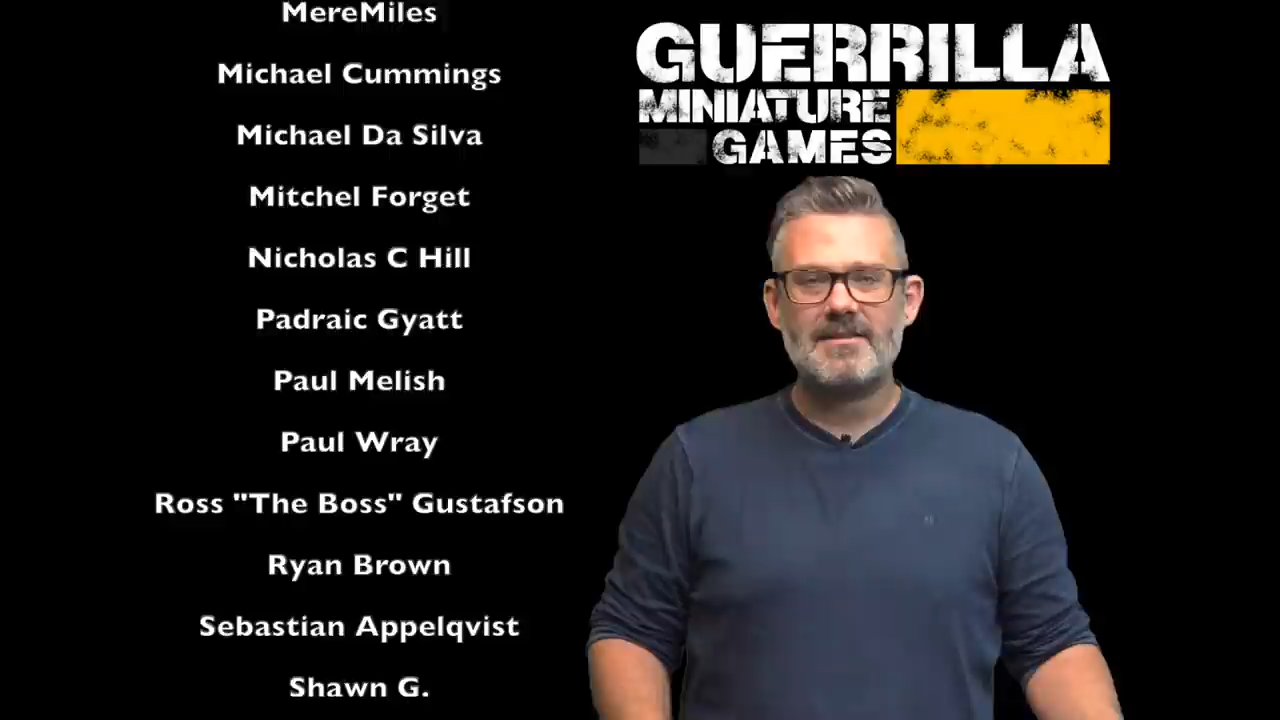 MereMiles
Michael Cummings
Michael Da Silva
Mitchel Forget
Nicholas C Hill
Padraic Gyatt
Paul Melish
Paul Wray
Ross "The Boss" Gustafson
Ryan Brown
Sebastian Appelqvist
Shawn G.
GUERRILLA
MINIATURE
GAMES